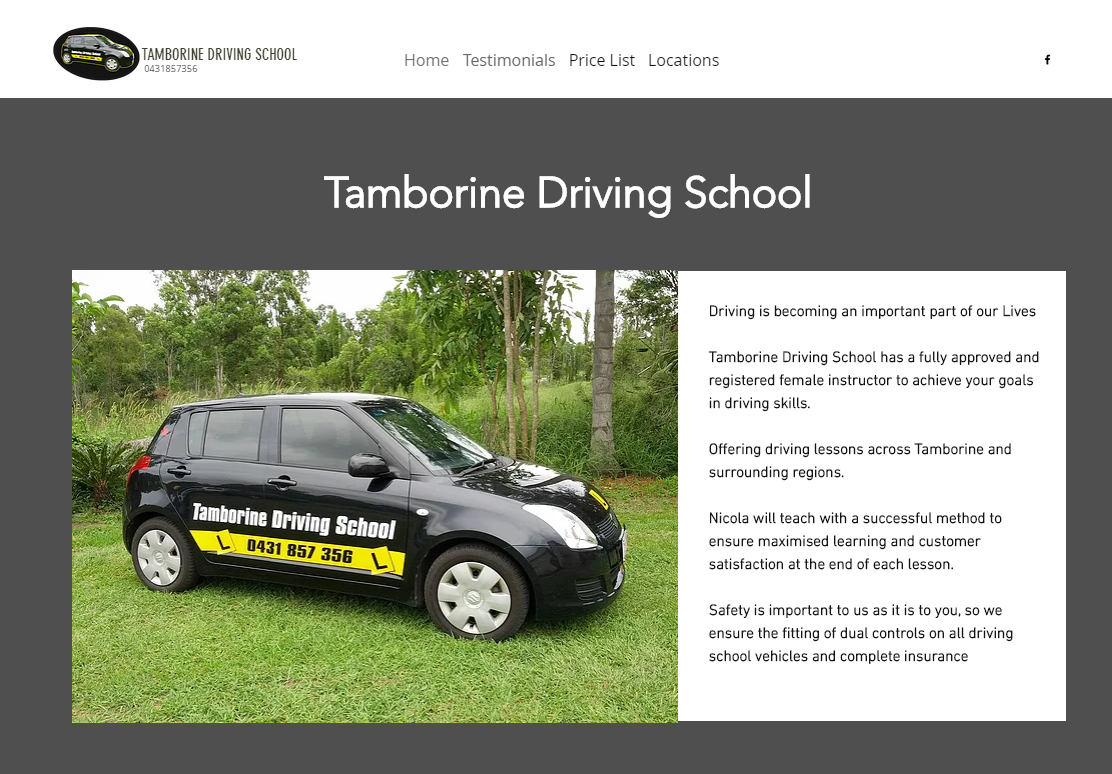 TAMBORINE DRIVING SCHOOL
0431857356
Home Testimonials Price List Locations
f
Tamborine Driving School
Tamborine Driving School
L 0431 857 356 L
Driving is becoming an important part of our Lives
Tamborine Driving School has a fully approved and
registered female instructor to achieve your goals
in driving skills.
Offering driving lessons across Tamborine and
surrounding regions.
Nicola will teach with a successful method to
ensure maximised learning and customer
satisfaction at the end of each lesson.
Safety is important to us as it is to you, so we
ensure the fitting of dual controls on all driving
school vehicles and complete insurance